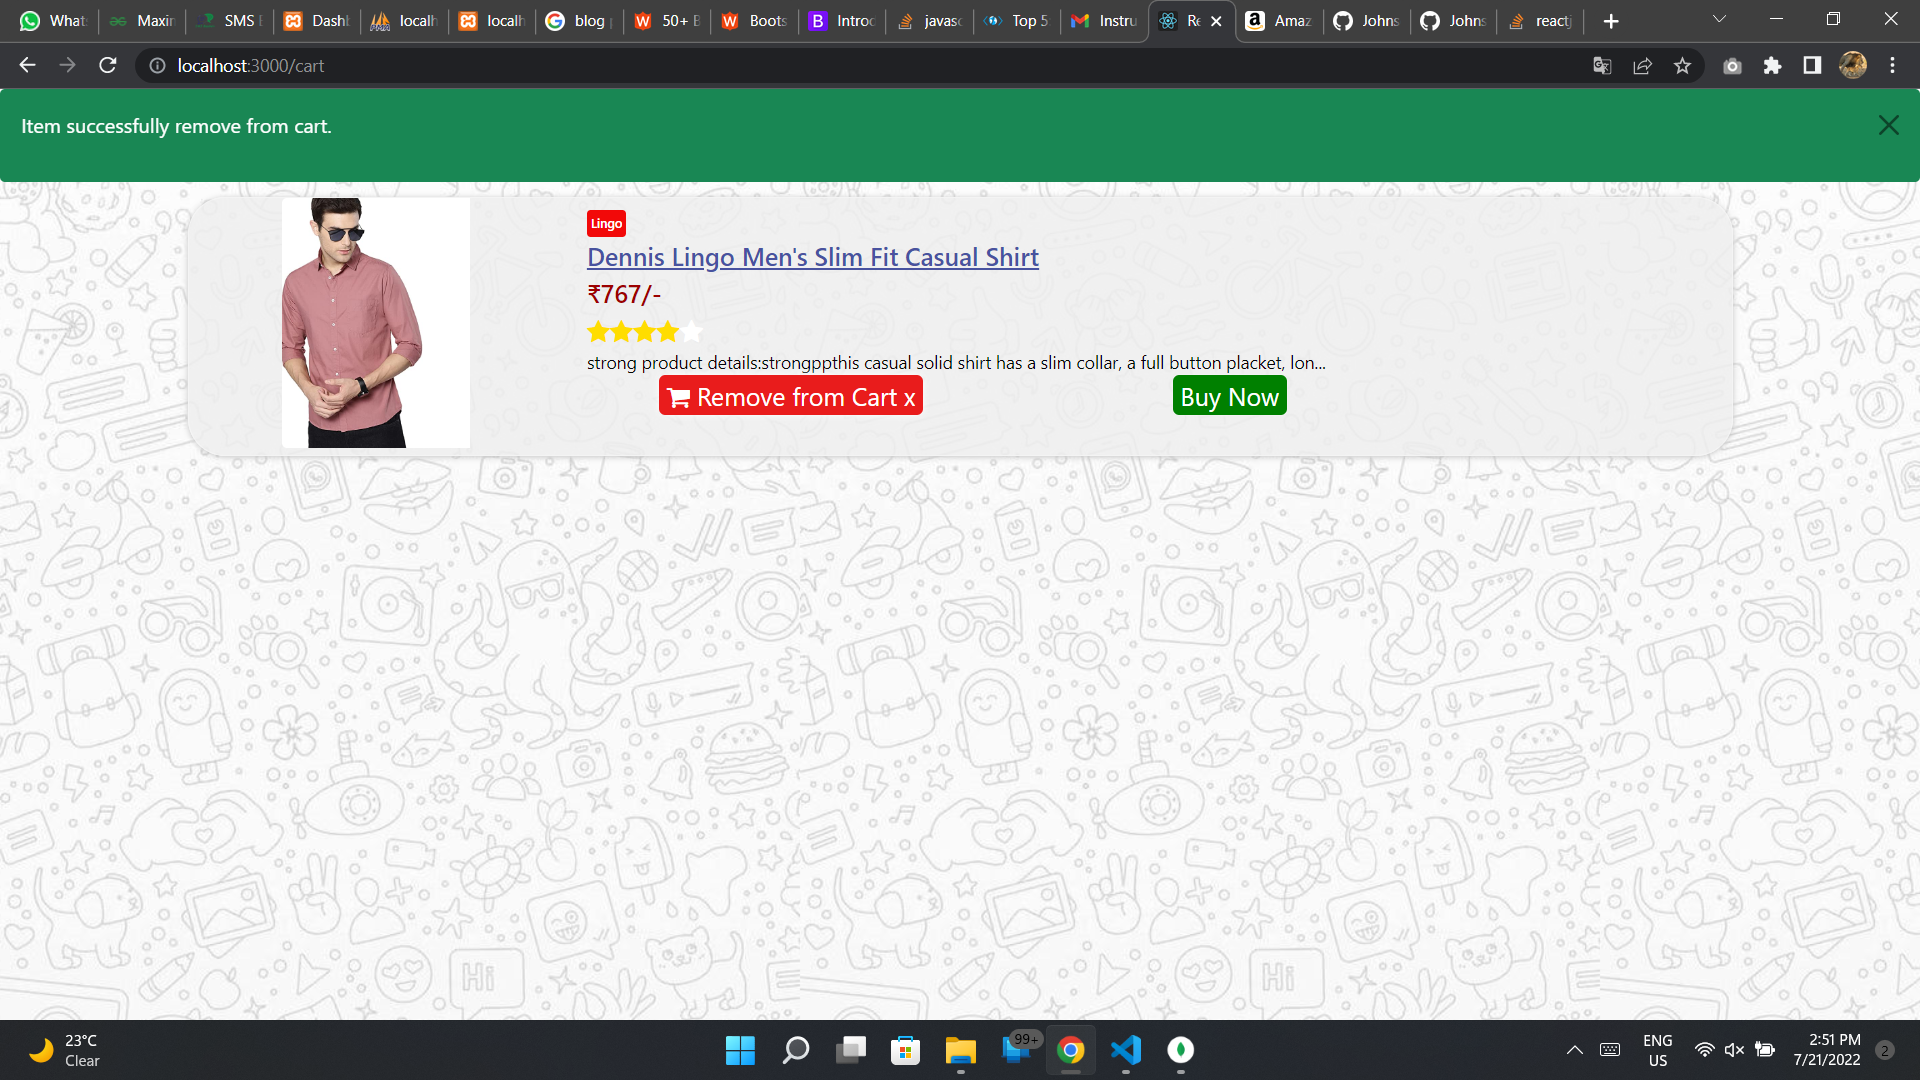 What
Maxin
SMS
Dashl
localh
localh
blog
50+
Boots
Introd
javasc
Top 5
Instru
Re
Amaz
Johns
Johns
reactj
localhost:3000/cart
Item successfully remove from cart.
Lingo
Dennis Lingo Men's Slim Fit Casual Shirt
₹767/-
strong product details:strongppthis casual solid shirt has a slim collar, a full button placket, lon...
Remove from Cart x
Buy Now
Hi
Hi
23°C
Clear
99+
ENG
US
2:51 PM
7/21/2022
2